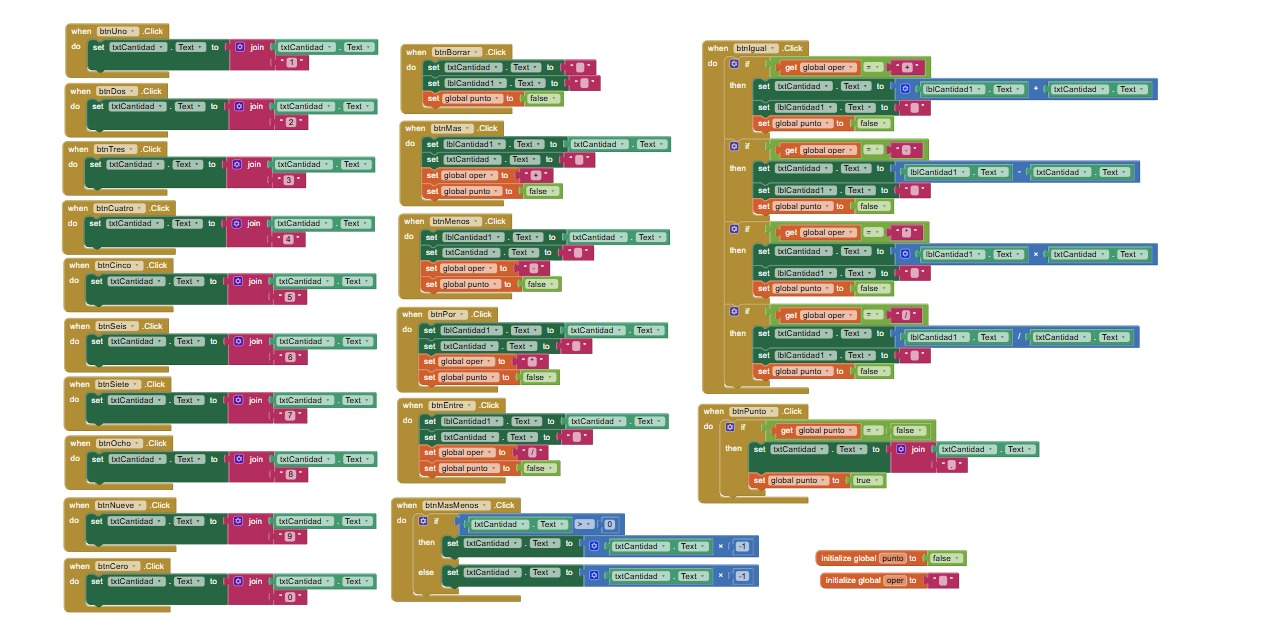 when btnUno .Click
do set txtCantidad . Text to join txtCantidad . Text
" 1 "
when btnDos .Click
do set txtCantidad . Text to join txtCantidad . Text
" 2 "
when btnTres .Click
do set txtCantidad . Text to join txtCantidad . Text
" 3 "
when btnCuatro .Click
do set txtCantidad . Text to join txtCantidad . Text
" 4 "
when btnCinco .Click
do set txtCantidad . Text to join txtCantidad . Text
" 5 "
when btnSeis .Click
do set txtCantidad . Text to join txtCantidad . Text
" 6 "
when btnSiete .Click
do set txtCantidad . Text to join txtCantidad . Text
" 7 "
when btnOcho .Click
do set txtCantidad . Text to join txtCantidad . Text
" 8 "
when btnNueve .Click
do set txtCantidad . Text to join txtCantidad . Text
" 9 "
when btnCero .Click
do set txtCantidad . Text to join txtCantidad . Text
" 0 "
when btnBorrar .Click
do set txtCantidad . Text to " "
set lblCantidad1 . Text to " "
set global punto to false
when btnMas .Click
do set lblCantidad1 . Text to txtCantidad . Text
set txtCantidad . Text to " "
set global oper to " + "
set global punto to false
when btnMenos .Click
do set lblCantidad1 . Text to txtCantidad . Text
set txtCantidad . Text to " "
set global oper to " - "
set global punto to false
when btnPor .Click
do set lblCantidad1 . Text to txtCantidad . Text
set txtCantidad . Text to " "
set global oper to " * "
set global punto to false
when btnEntre .Click
do set lblCantidad1 . Text to txtCantidad . Text
set txtCantidad . Text to " "
set global oper to " / "
set global punto to false
when btnMasMenos .Click
do if txtCantidad . Text > 0
then set txtCantidad . Text to txtCantidad . Text × -1
else set txtCantidad . Text to txtCantidad . Text × -1
when btnIgual .Click
do if get global oper = " + "
then set txtCantidad . Text to lblCantidad1 . Text + txtCantidad . Text
set lblCantidad1 . Text to " "
set global punto to false
if get global oper = " - "
then set txtCantidad . Text to lblCantidad1 . Text - txtCantidad . Text
set lblCantidad1 . Text to " "
set global punto to false
if get global oper = " * "
then set txtCantidad . Text to lblCantidad1 . Text × txtCantidad . Text
set lblCantidad1 . Text to " "
set global punto to false
if get global oper = " / "
then set txtCantidad . Text to lblCantidad1 . Text / txtCantidad . Text
set lblCantidad1 . Text to " "
set global punto to false
when btnPunto .Click
do if get global punto = false
then set txtCantidad . Text to join txtCantidad . Text
" . "
set global punto to true
initialize global punto to false
initialize global oper to " "